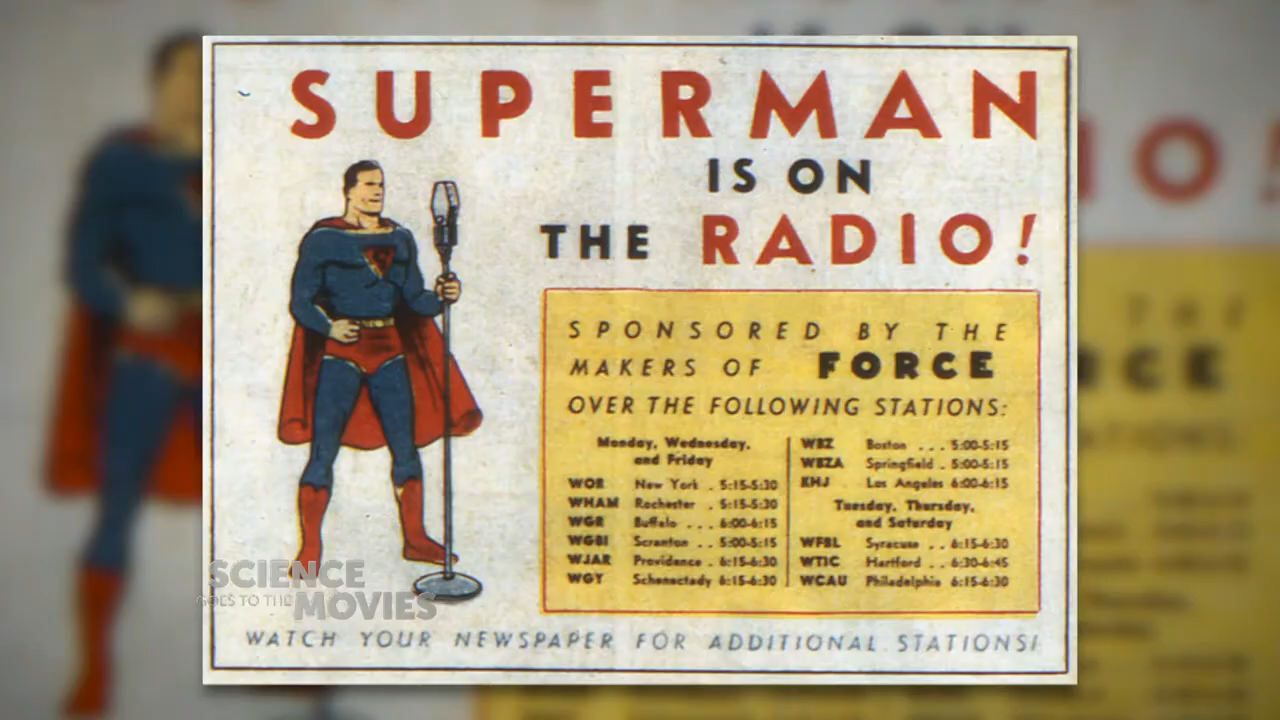 SUPERMAN
IS ON
THE RADIO!
SPONSORED BY THE
MAKERS OF FORCE
OVER THE FOLLOWING STATIONS:
Monday, Wednesday,
and Friday
WOR New York . 5:15-5:30
WHAM Rochester . 5:15-5:30
WGR Buffalo . . . 6:00-6:15
WGBI Scranton . . 5:00-5:15
WJAR Providence . 6:15-6:30
WGY Schenectady 6:15-6:30
WBZ Boston . . . 5:00-5:15
WBZA Springfield . 5:00-5:15
KHJ Los Angeles 6:00-6:15
Tuesday, Thursday,
and Saturday
WFBL Syracuse . . 6:15-6:30
WTIC Hartford . . 6:30-6:45
WCAU Philadelphia 6:15-6:30
WATCH YOUR NEWSPAPER FOR ADDITIONAL STATIONS!
SCIENCE
GOES TO THE MOVIES